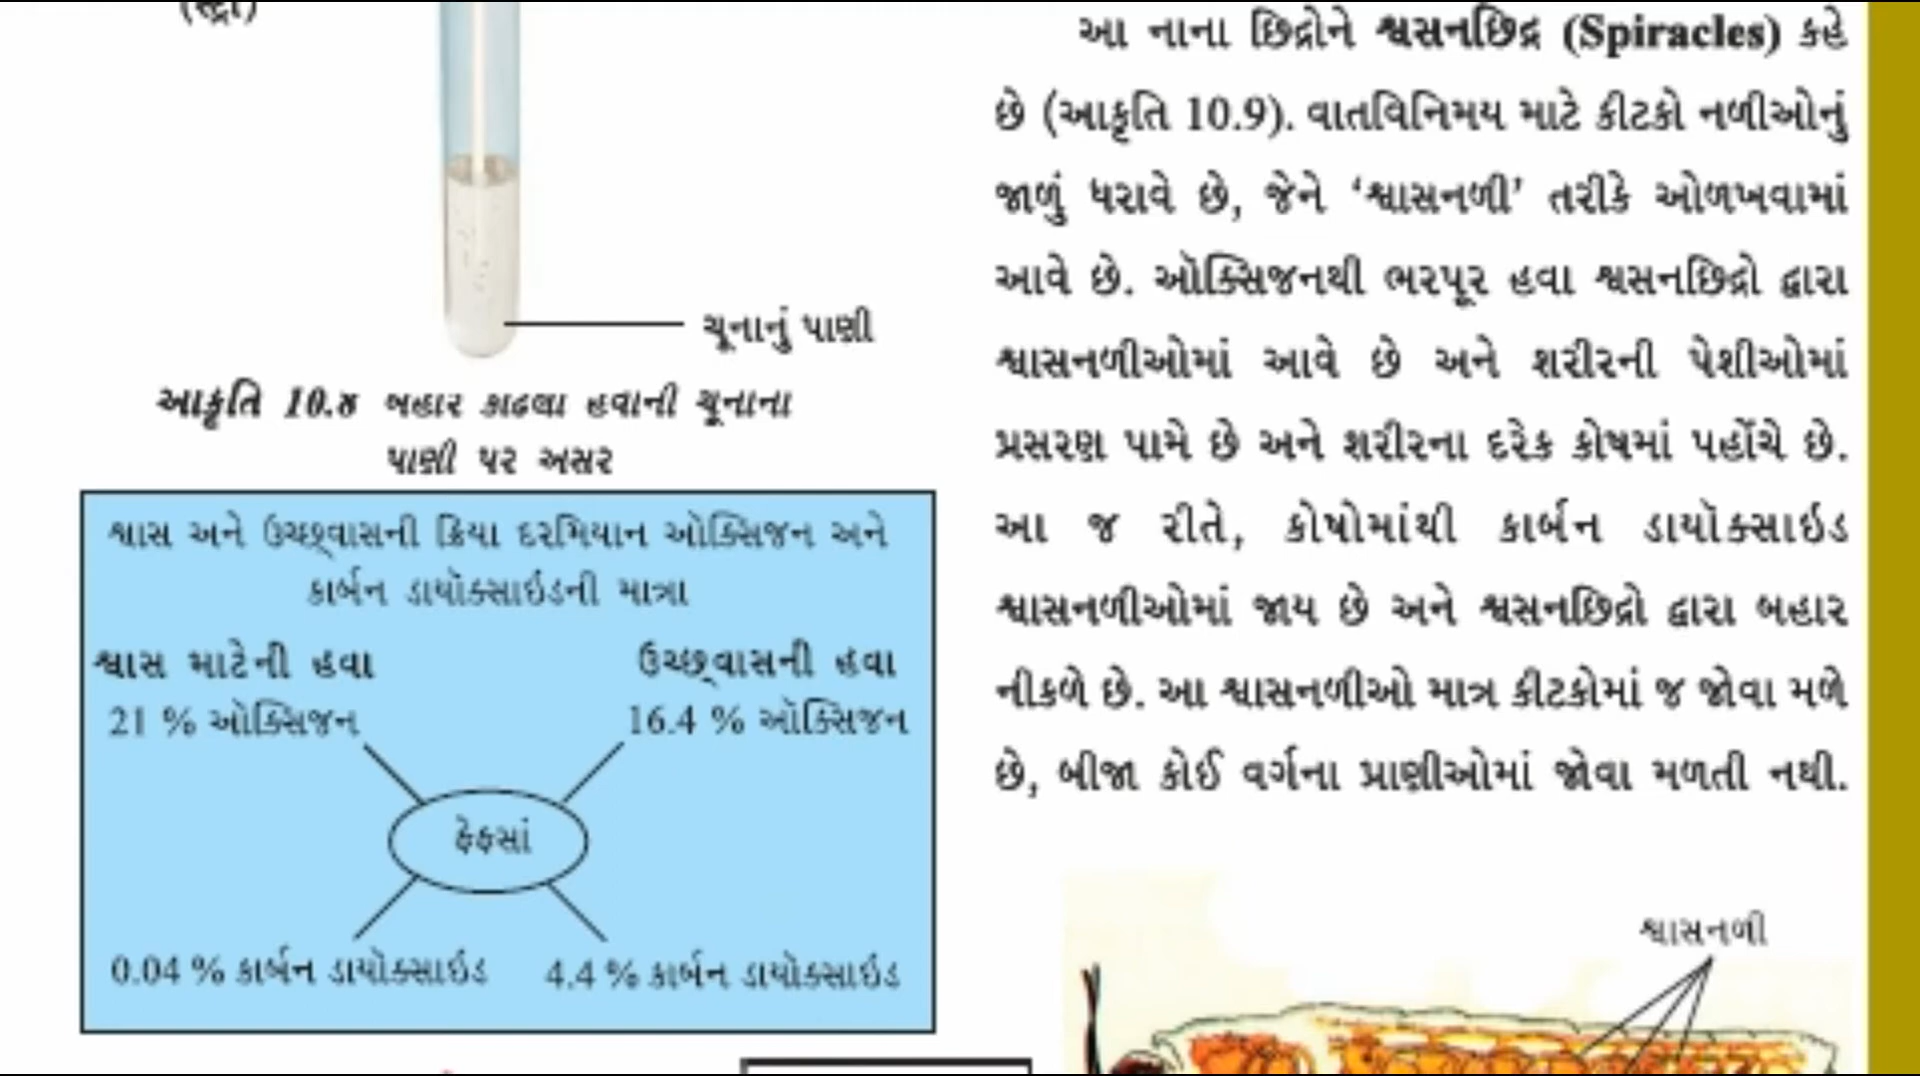 (સ્ટ્રૉ)
ચૂનાનું પાણી
આકૃતિ 10.8 બહાર કાઢેલા હવાની ચૂનાના
પાણી પર અસર
શ્વાસ અને ઉચ્છ્‌વાસની ક્રિયા દરમિયાન ઑક્સિજન અને
કાર્બન ડાયૉક્સાઇડની માત્રા
શ્વાસ માટેની હવા
ઉચ્છ્‌વાસની હવા
21 % ઑક્સિજન
16.4 % ઑક્સિજન
ફેફસાં
0.04 % કાર્બન ડાયૉક્સાઇડ
4.4 % કાર્બન ડાયૉક્સાઇડ
આ નાના છિદ્રોને શ્વસનછિદ્ર (Spiracles) કહે
છે (આકૃતિ 10.9). વાતવિનિમય માટે કીટકો નળીઓનું
જાળું ધરાવે છે, જેને ‘શ્વાસનળી’ તરીકે ઓળખવામાં
આવે છે. ઑક્સિજનથી ભરપૂર હવા શ્વસનછિદ્રો દ્વારા
શ્વાસનળીઓમાં આવે છે અને શરીરની પેશીઓમાં
પ્રસરણ પામે છે અને શરીરના દરેક કોષમાં પહોંચે છે.
આ જ રીતે, કોષોમાંથી કાર્બન ડાયૉક્સાઇડ
શ્વાસનળીઓમાં જાય છે અને શ્વસનછિદ્રો દ્વારા બહાર
નીકળે છે. આ શ્વાસનળીઓ માત્ર કીટકોમાં જ જોવા મળે
છે, બીજા કોઈ વર્ગના પ્રાણીઓમાં જોવા મળતી નથી.
શ્વાસનળી